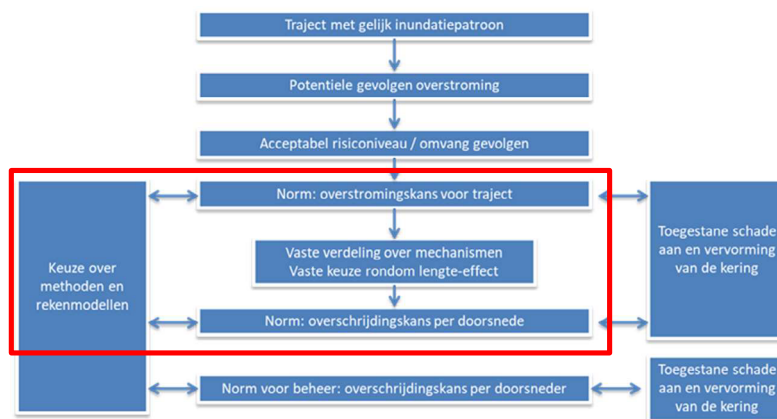 Traject met gelijk inundatiepatroon
Potentiele gevolgen overstroming
Acceptabel risiconiveau / omvang gevolgen
Norm: overstromingskans voor traject
Vaste verdeling over mechanismen
Vaste keuze rondom lengte-effect
Norm: overschrijdingskans per doorsnede
Keuze over
methoden en
rekenmodellen
Toegestane schade
aan en vervorming
van de kering
Norm voor beheer: overschrijdingskans per doorsneder
Toegestane schade
aan en vervorming
van de kering